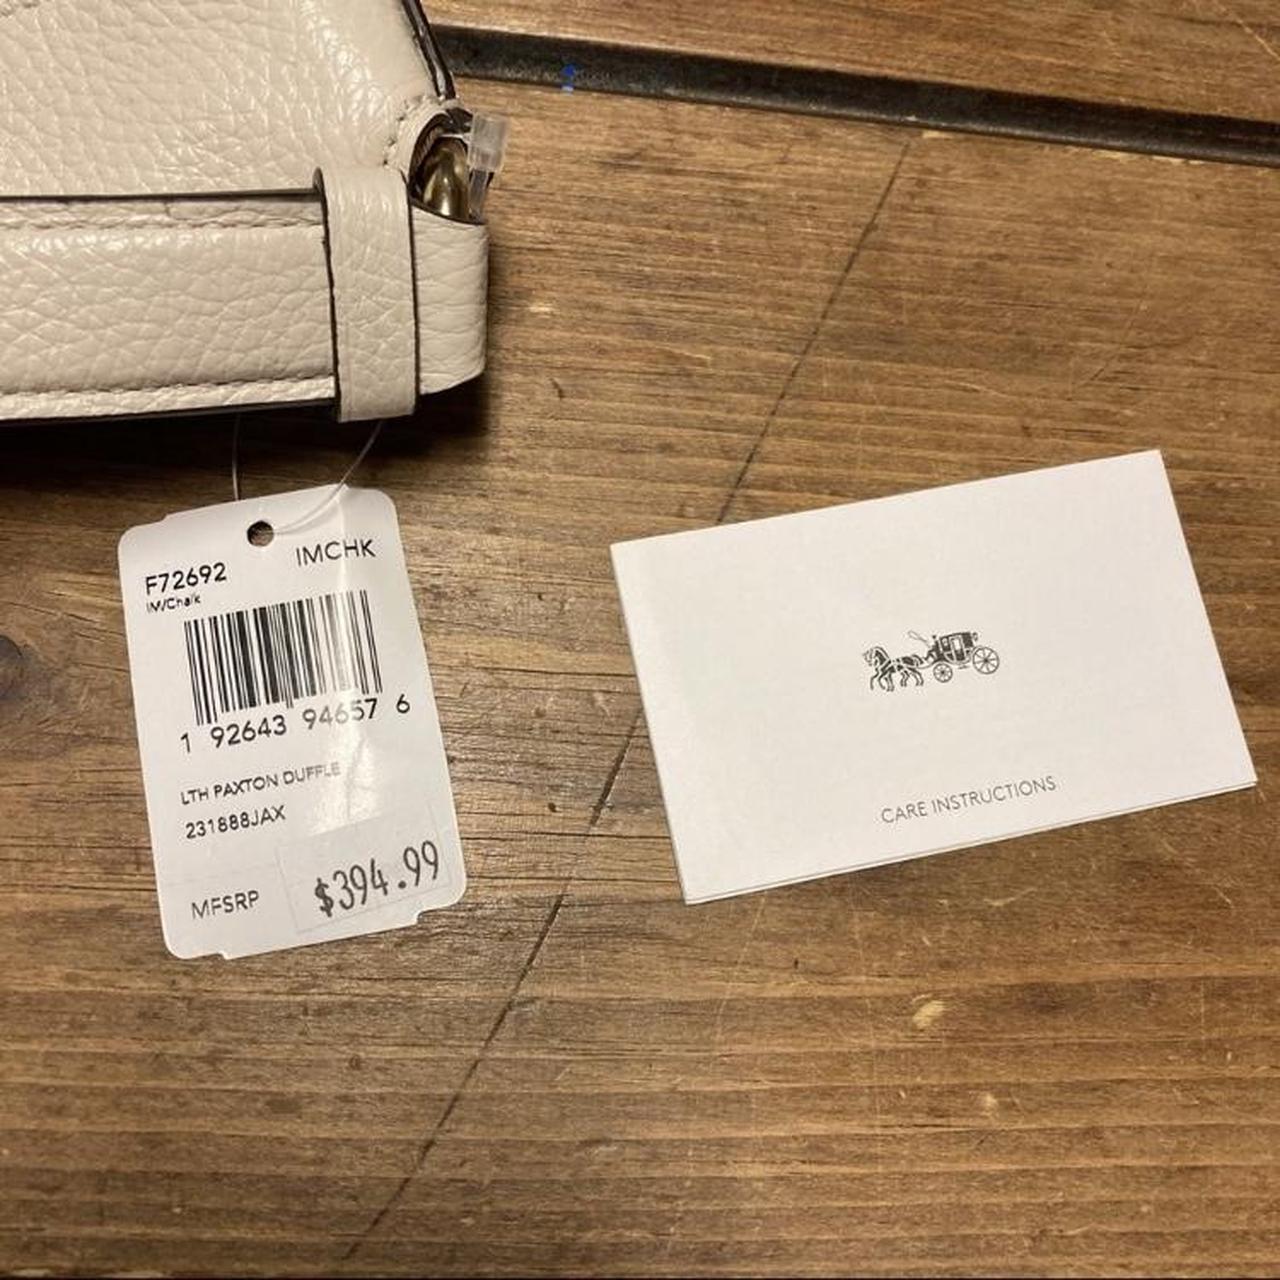 IMCHK
F72692
IM/Chalk
1 92643 94657 6
LTH PAXTON DUFFLE
231888JAX
MFSRP $394.99
CARE INSTRUCTIONS